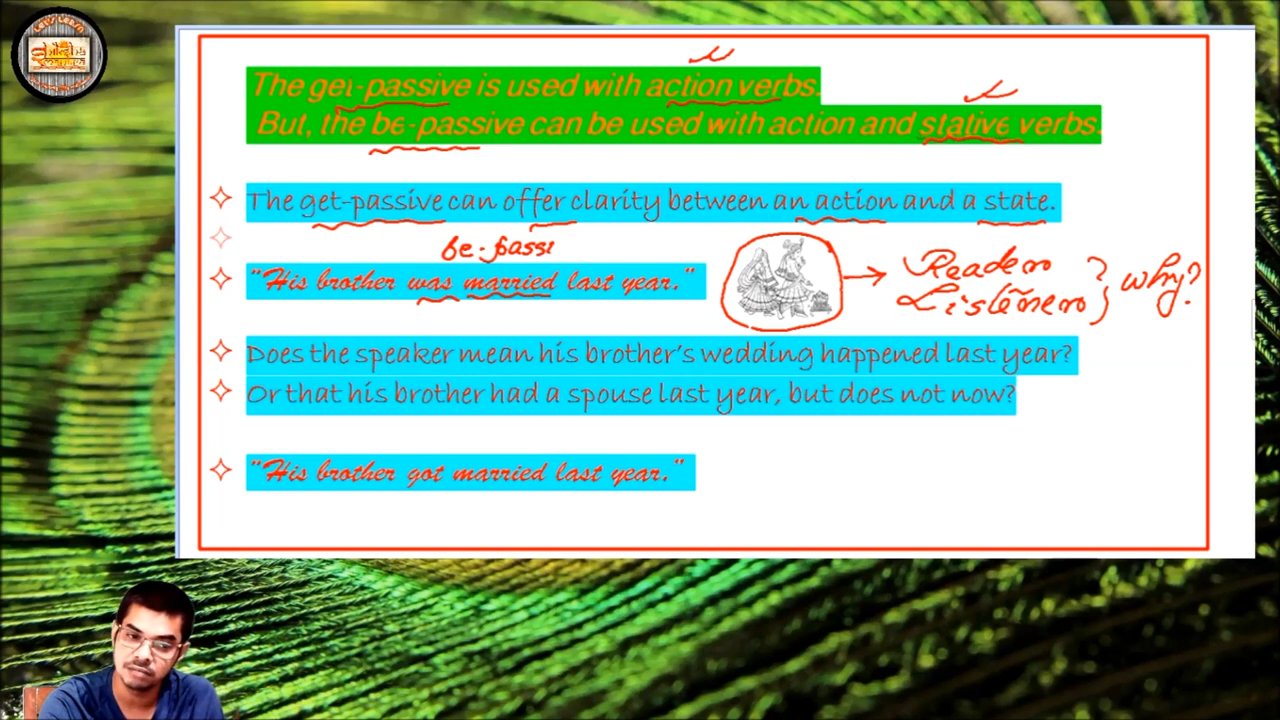 The get-passive is used with action verbs.
But, the be-passive can be used with action and stative verbs.
The get-passive can offer clarity between an action and a state.
be-passi
"His brother was married last year."
Readers
Listeners
? why?
Does the speaker mean his brother's wedding happened last year?
Or that his brother had a spouse last year, but does not now?
"His brother got married last year."